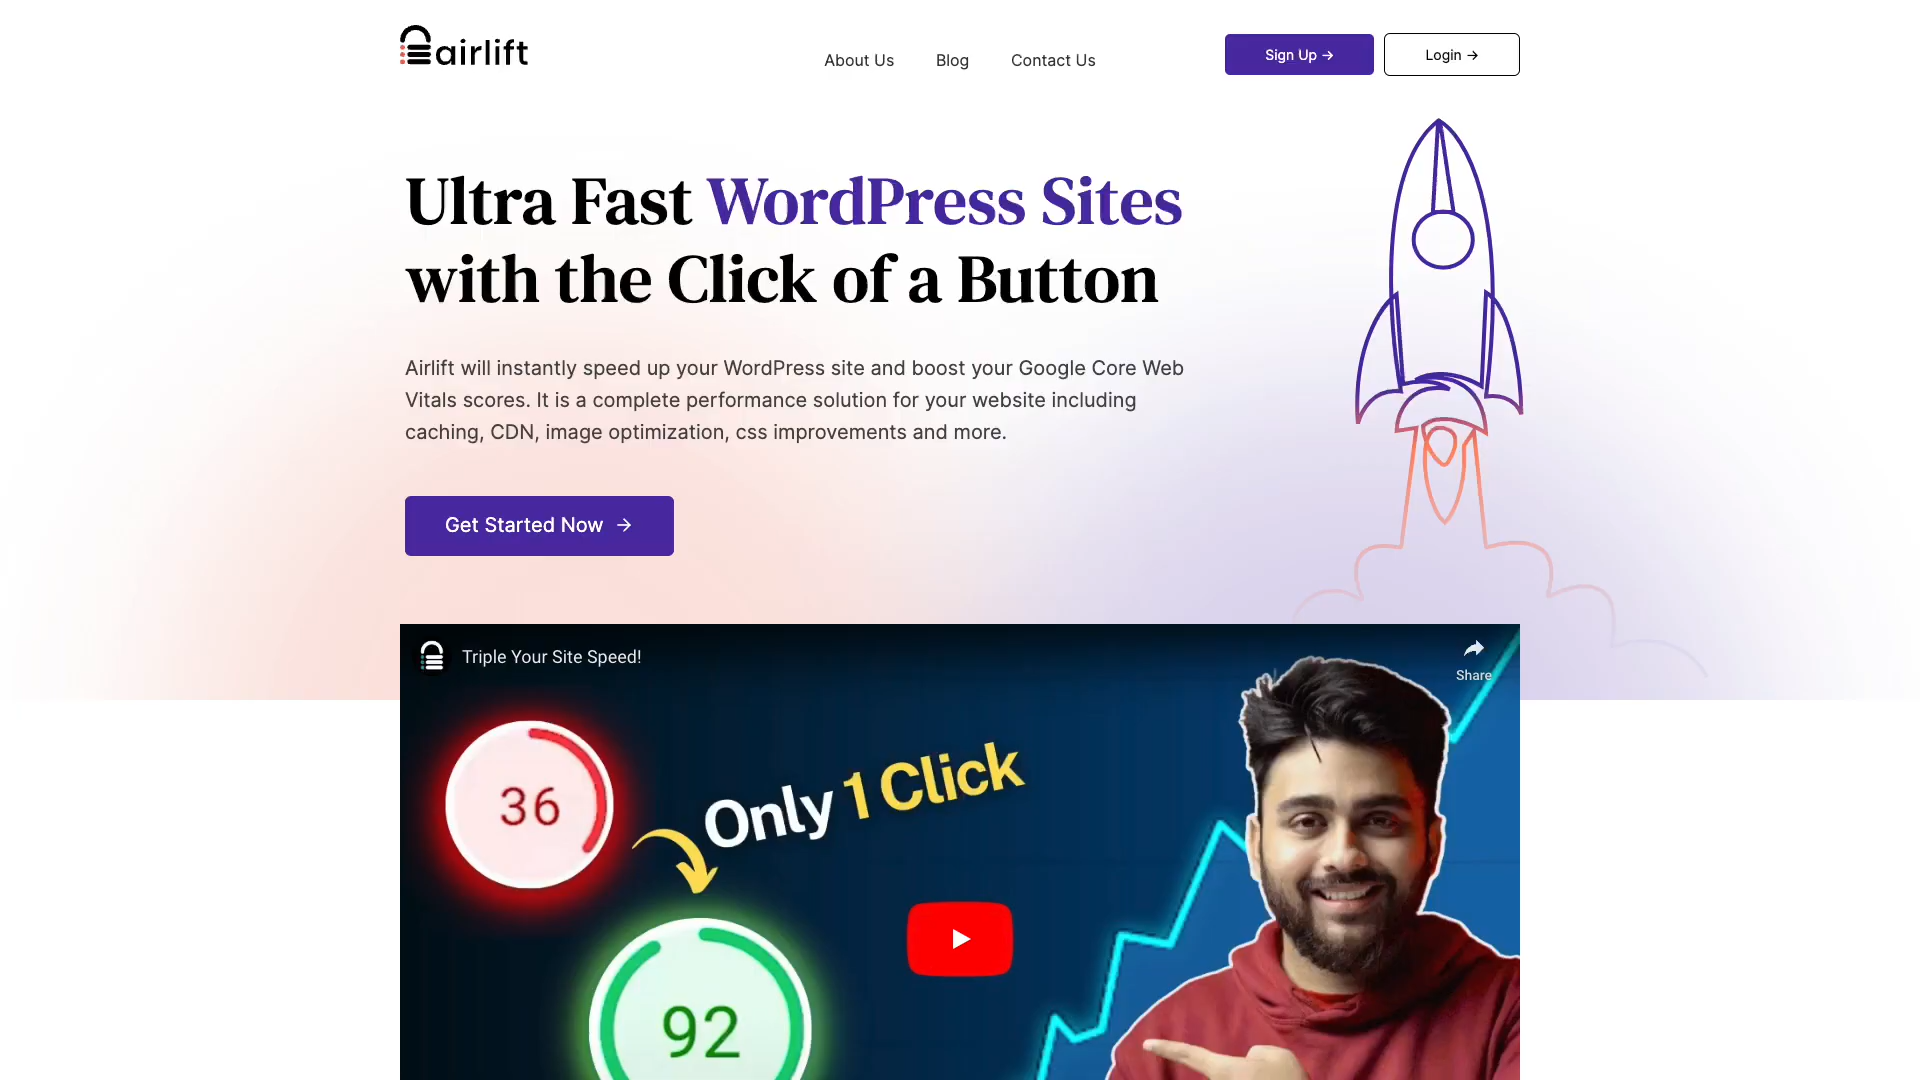 airlift
About Us
Blog
Contact Us
Sign Up →
Login →
Ultra Fast WordPress Sites
with the Click of a Button
Airlift will instantly speed up your WordPress site and boost your Google Core Web
Vitals scores. It is a complete performance solution for your website including
caching, CDN, image optimization, css improvements and more.
Get Started Now →
Triple Your Site Speed!
Share
36
Only 1 Click
92